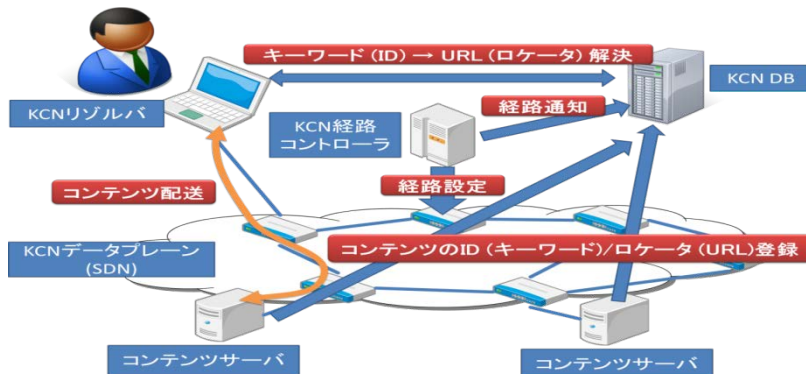 キーワード（ID）→ URL（ロケータ）解決
KCN DB
KCNリゾルバ
経路通知
KCN経路
コントローラ
コンテンツ配送
経路設定
KCNデータプレーン
(SDN)
コンテンツのID（キーワード）/ロケータ（URL）登録
コンテンツサーバ
コンテンツサーバ